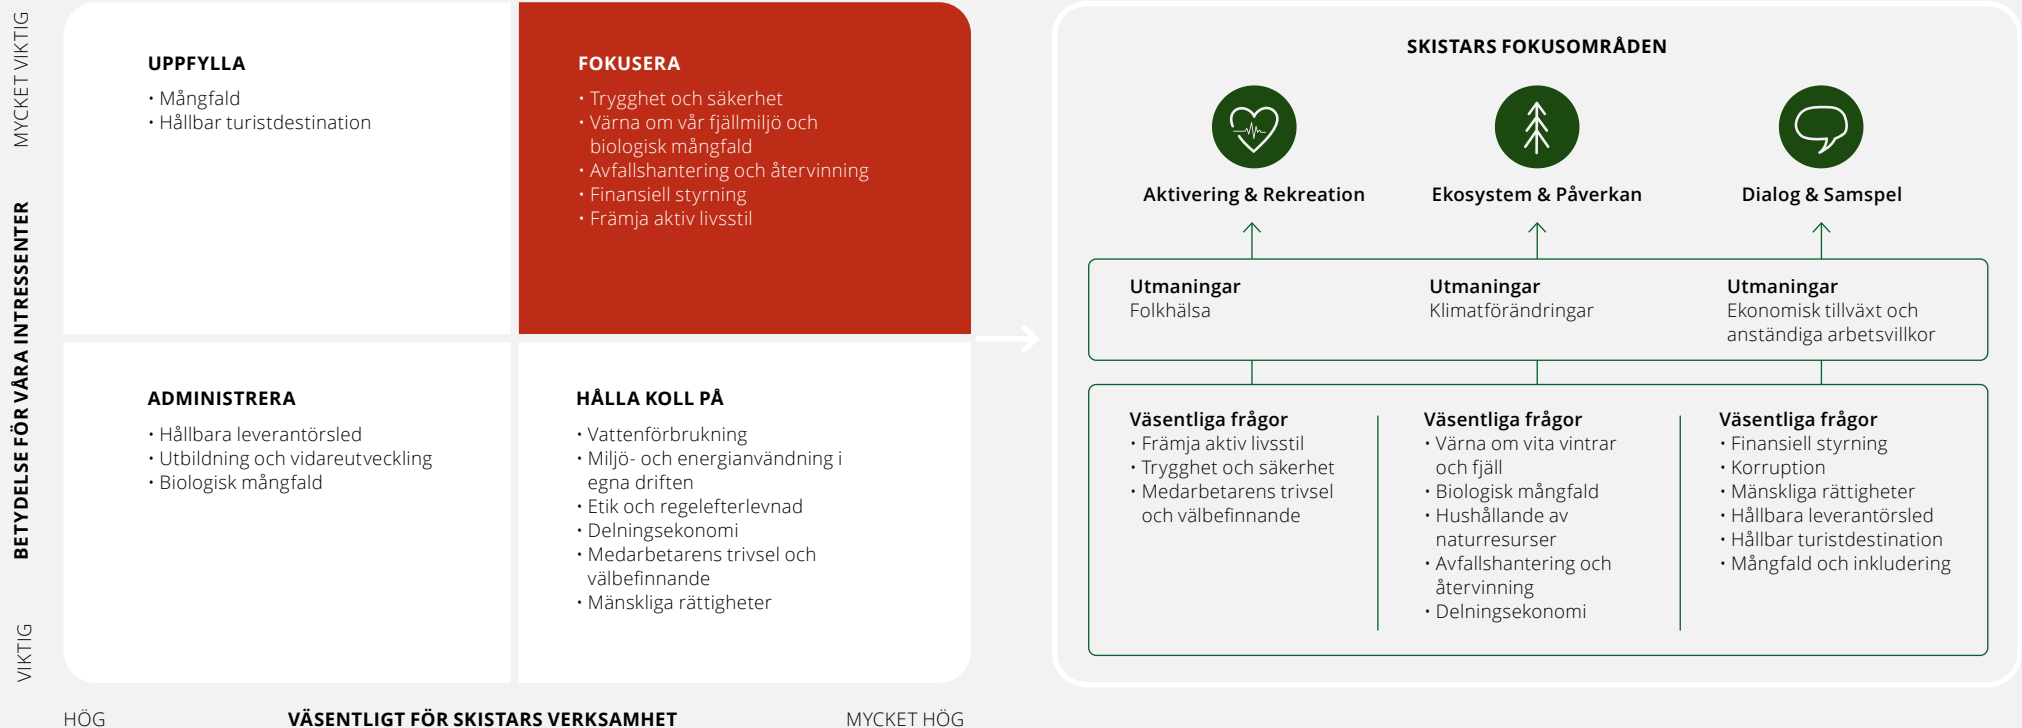 MYCKET VIKTIG
BETYDELSE FÖR VÅRA INTRESSENTER
VIKTIG
UPPFYLLA
• Mångfald
• Hållbar turistdestination
FOKUSERA
• Trygghet och säkerhet
• Värna om vår fjällmiljö och
biologisk mångfald
• Avfallshantering och återvinning
• Finansiell styrning
• Främja aktiv livsstil
ADMINISTRERA
• Hållbara leverantörsled
• Utbildning och vidareutveckling
• Biologisk mångfald
HÅLLA KOLL PÅ
• Vattenförbrukning
• Miljö- och energianvändning i
egna driften
• Etik och regelefterlevnad
• Delningsekonomi
• Medarbetarens trivsel och
välbefinnande
• Mänskliga rättigheter
HÖG
VÄSENTLIGT FÖR SKISTARS VERKSAMHET
MYCKET HÖG
SKISTARS FOKUSOMRÅDEN
Aktivering & Rekreation
Ekosystem & Påverkan
Dialog & Samspel
Utmaningar
Folkhälsa
Utmaningar
Klimatförändringar
Utmaningar
Ekonomisk tillväxt och
anständiga arbetsvillkor
Väsentliga frågor
• Främja aktiv livsstil
• Trygghet och säkerhet
• Medarbetarens trivsel
och välbefinnande
Väsentliga frågor
• Värna om vita vintrar
och fjäll
• Biologisk mångfald
• Hushållande av
naturresurser
• Avfallshantering och
återvinning
• Delningsekonomi
Väsentliga frågor
• Finansiell styrning
• Korruption
• Mänskliga rättigheter
• Hållbara leverantörsled
• Hållbar turistdestination
• Mångfald och inkludering